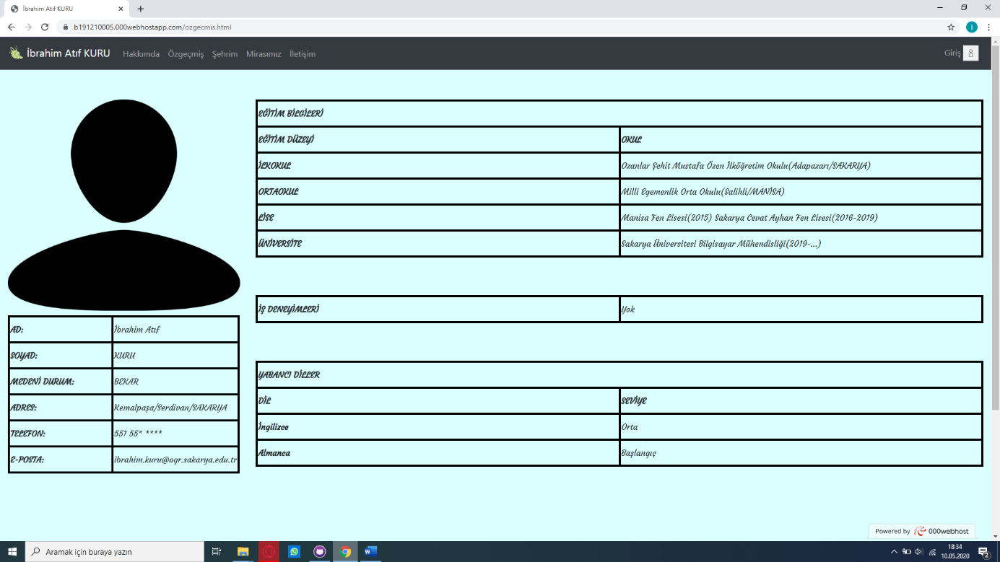 İbrahim Atıf KURU
b191210005.000webhostapp.com/ozgecmis.html
İbrahim Atıf KURU Hakkımda Özgeçmiş Şehrim Mirasımız İletişim Giriş
EĞİTİM BİLGİLERİ
EĞİTİM DÜZEYİ OKUL
İLKOKUL Ozanlar Şehit Mustafa Özen İlköğretim Okulu(Adapazarı/SAKARYA)
ORTAOKUL Milli Egemenlik Orta Okulu(Salihli/MANİSA)
LİSE Manisa Fen Lisesi(2015) Sakarya Cevat Ayhan Fen Lisesi(2016-2019)
ÜNİVERSİTE Sakarya Üniversitesi Bilgisayar Mühendisliği(2019-...)
İŞ DENEYİMLERİ Yok
YABANCI DİLLER
DİL SEVİYE
İngilizce Orta
Almanca Başlangıç
AD: İbrahim Atıf
SOYAD: KURU
MEDENİ DURUM: BEKAR
ADRES: Kemalpaşa/Serdivan/SAKARYA
TELEFON: 551 55* ****
E-POSTA: ibrahim.kuru@ogr.sakarya.edu.tr
Powered by 000webhost
Aramak için buraya yazın
18:34
10.05.2020
2